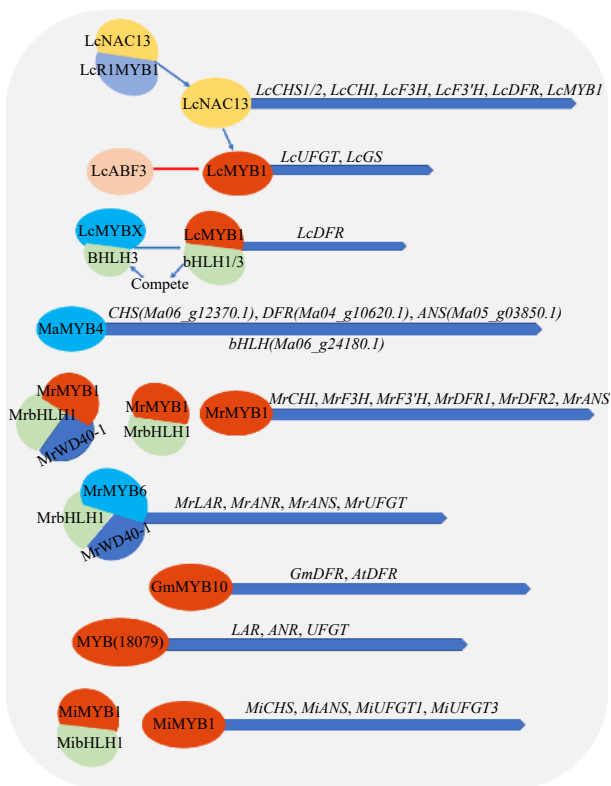 LcNAC13
LcR1MYB1
LcNAC13
LcCHS1/2, LcCHI, LcF3H, LcF3'H, LcDFR, LcMYB1
LcABF3
LcMYB1
LcUFGT, LcGS
LcMYBX
BHLH3
LcMYB1
bHLH1/3
LcDFR
Compete
MaMYB4
CHS(Ma06_g12370.1), DFR(Ma04_g10620.1), ANS(Ma05_g03850.1)
bHLH(Ma06_g24180.1)
MrMYB1
MrbHLH1
MrWD40-1
MrMYB1
MrbHLH1
MrMYB1
MrCHI, MrF3H, MrF3'H, MrDFR1, MrDFR2, MrANS
MrMYB6
MrbHLH1
MrWD40-1
MrLAR, MrANR, MrANS, MrUFGT
GmMYB10
GmDFR, AtDFR
MYB(18079)
LAR, ANR, UFGT
MiMYB1
MibHLH1
MiMYB1
MiCHS, MiANS, MiUFGT1, MiUFGT3